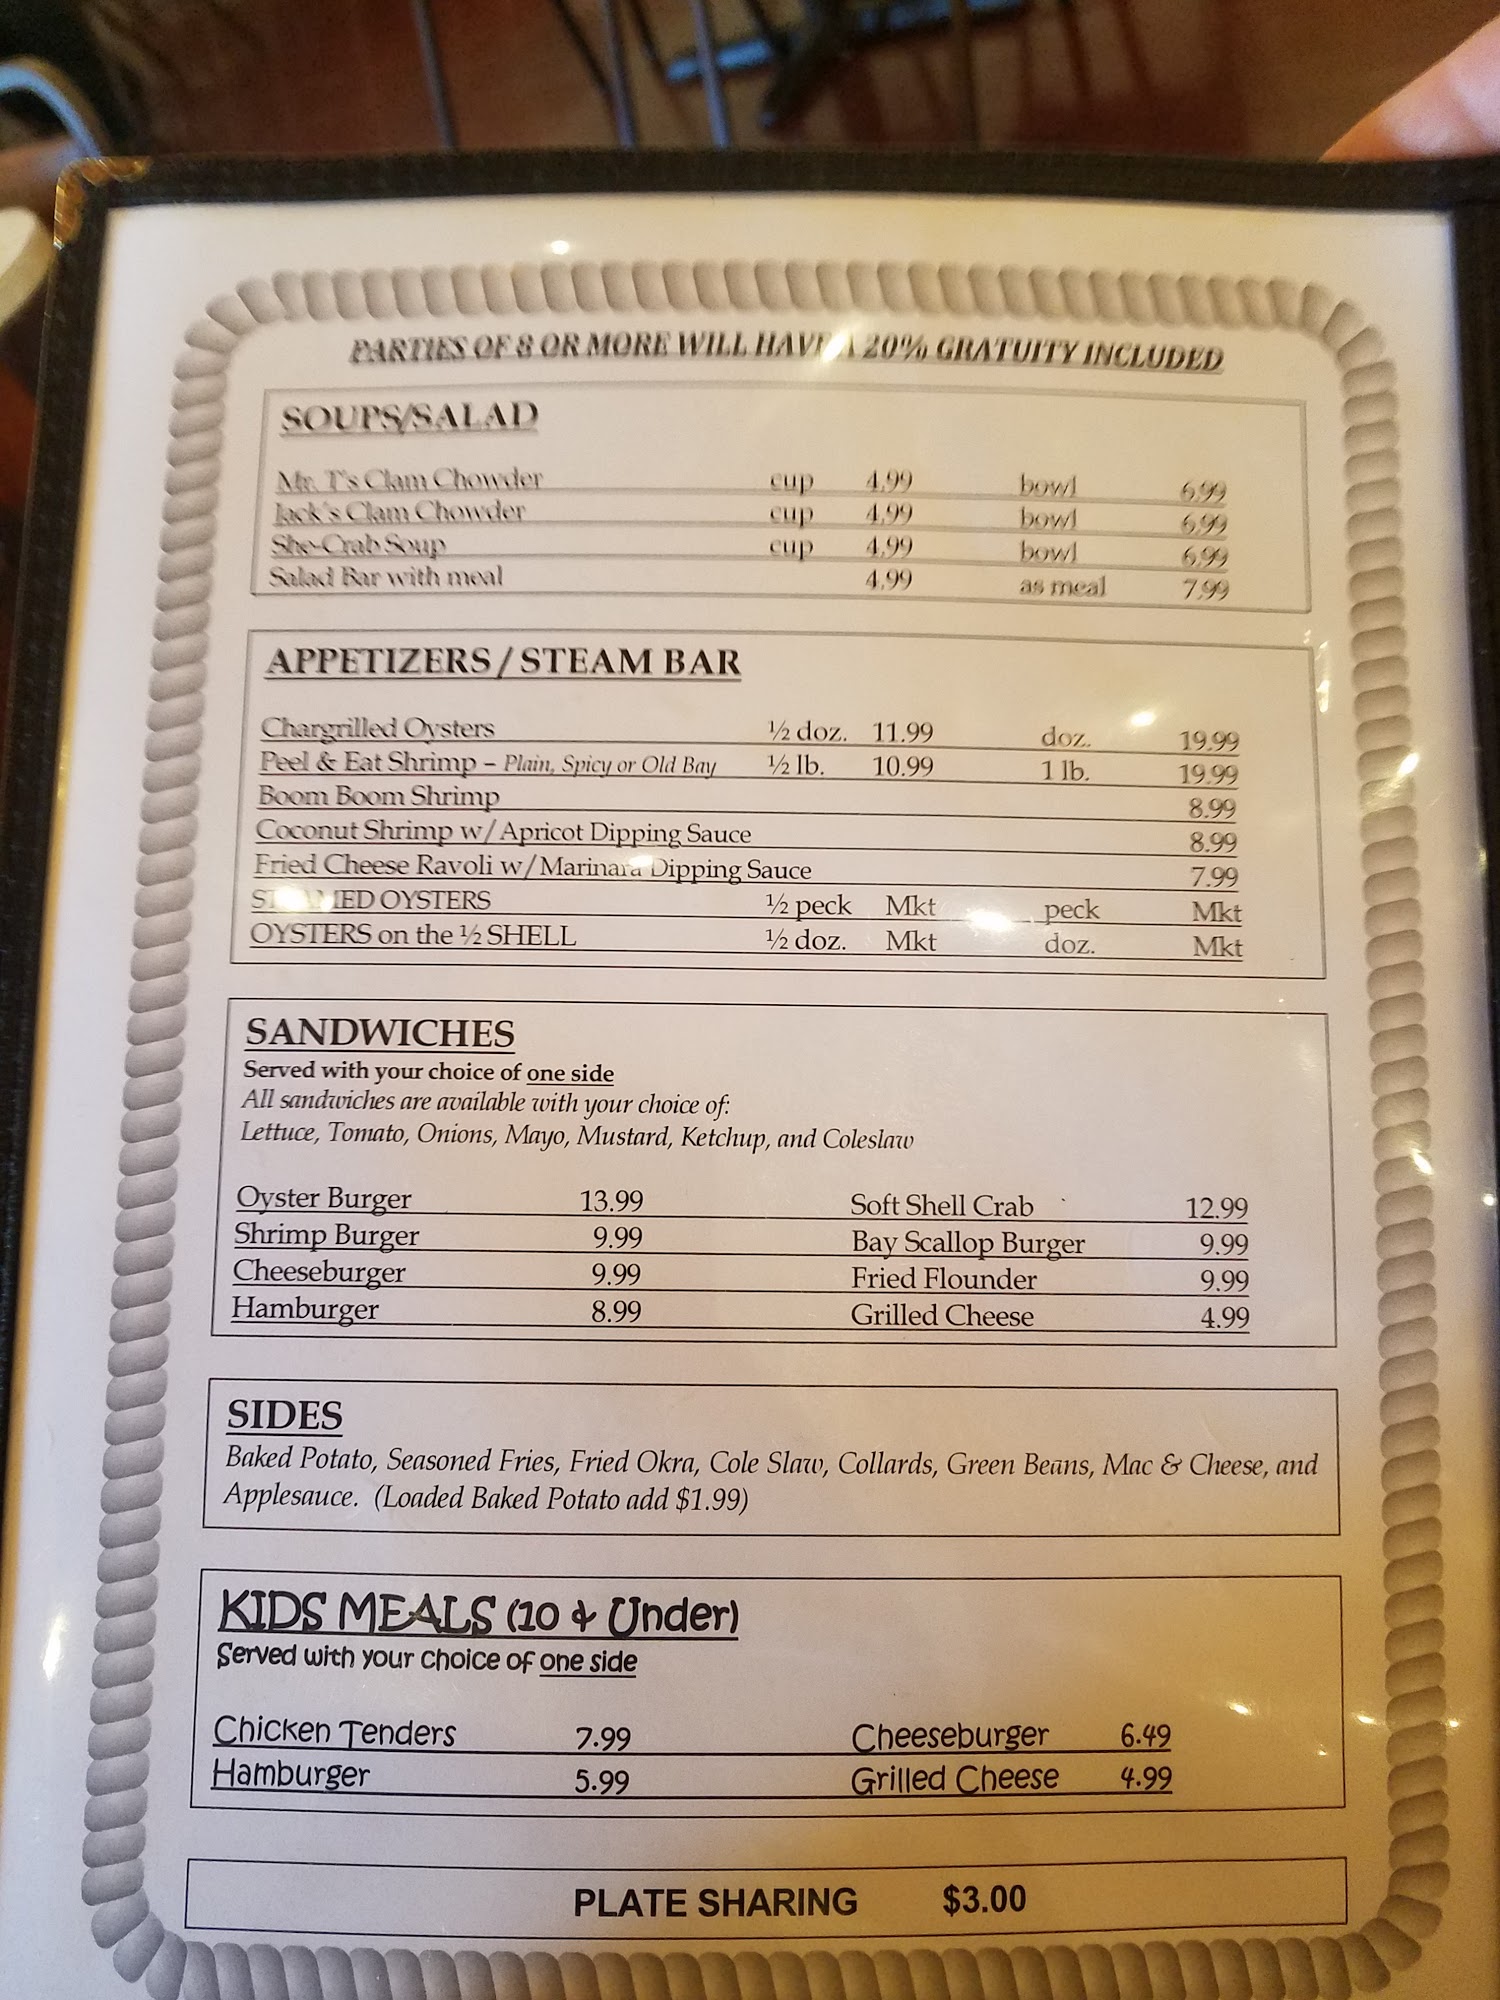 PARTIES OF 8 OR MORE WILL HAVE A 20% GRATUITY INCLUDED
SOUPS/SALAD
Mr. T's Clam Chowder cup 4.99 bowl 6.99
Jack's Clam Chowder cup 4.99 bowl 6.99
She-Crab Soup cup 4.99 bowl 6.99
Salad Bar with meal 4.99 as meal 7.99
APPETIZERS / STEAM BAR
Chargrilled Oysters ½ doz. 11.99 doz. 19.99
Peel & Eat Shrimp – Plain, Spicy or Old Bay ½ lb. 10.99 1 lb. 19.99
Boom Boom Shrimp 8.99
Coconut Shrimp w/Apricot Dipping Sauce 8.99
Fried Cheese Ravoli w/Marinara Dipping Sauce 7.99
STEAMED OYSTERS ½ peck Mkt peck Mkt
OYSTERS on the ½ SHELL ½ doz. Mkt doz. Mkt
SANDWICHES
Served with your choice of one side
All sandwiches are available with your choice of:
Lettuce, Tomato, Onions, Mayo, Mustard, Ketchup, and Coleslaw
Oyster Burger 13.99 Soft Shell Crab 12.99
Shrimp Burger 9.99 Bay Scallop Burger 9.99
Cheeseburger 9.99 Fried Flounder 9.99
Hamburger 8.99 Grilled Cheese 4.99
SIDES
Baked Potato, Seasoned Fries, Fried Okra, Cole Slaw, Collards, Green Beans, Mac & Cheese, and
Applesauce. (Loaded Baked Potato add $1.99)
KIDS MEALS (10 & Under)
Served with your choice of one side
Chicken Tenders 7.99 Cheeseburger 6.49
Hamburger 5.99 Grilled Cheese 4.99
PLATE SHARING $3.00